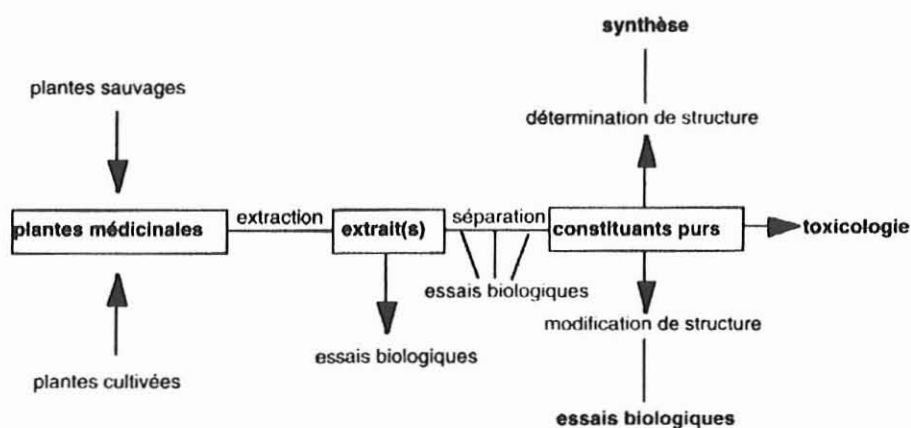 synthèse
plantes sauvages
détermination de structure
plantes médicinales
extraction
extrait(s)
séparation
constituants purs
toxicologie
essais biologiques
modification de structure
essais biologiques
plantes cultivées
essais biologiques